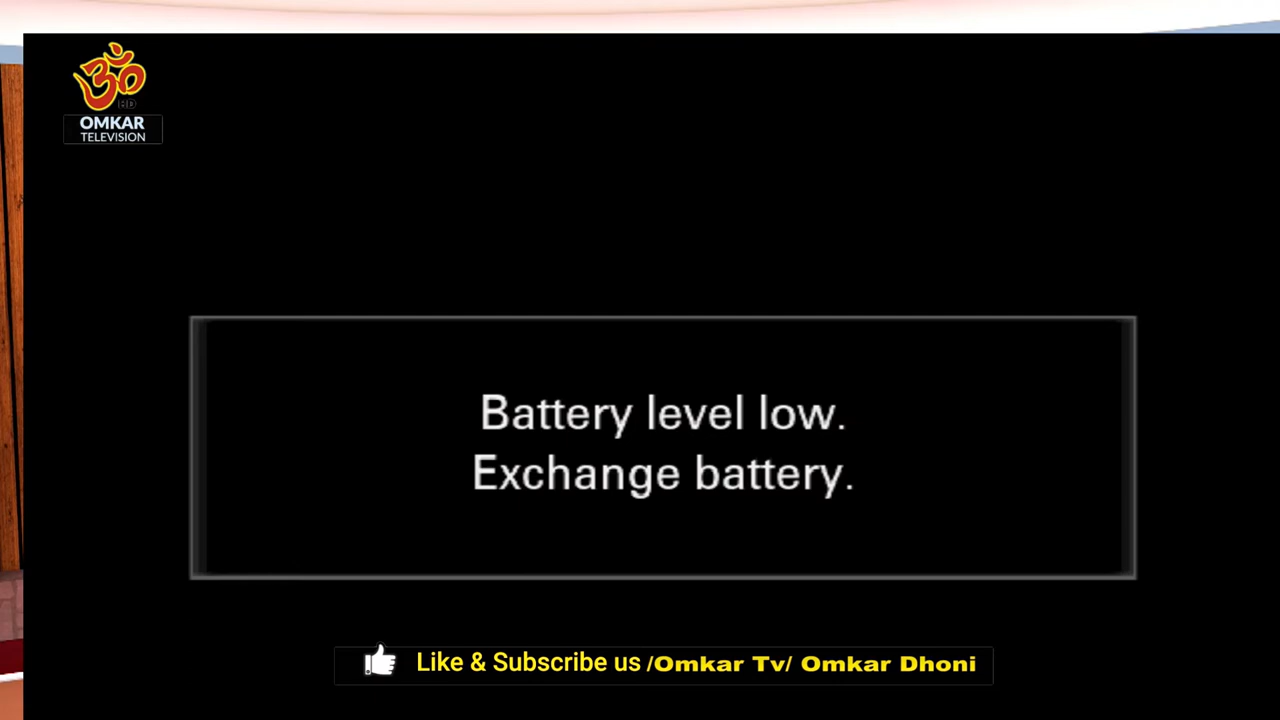 ॐ
HD
OMKAR
TELEVISION
Battery level low.
Exchange battery.
Like & Subscribe us /Omkar Tv/ Omkar Dhoni